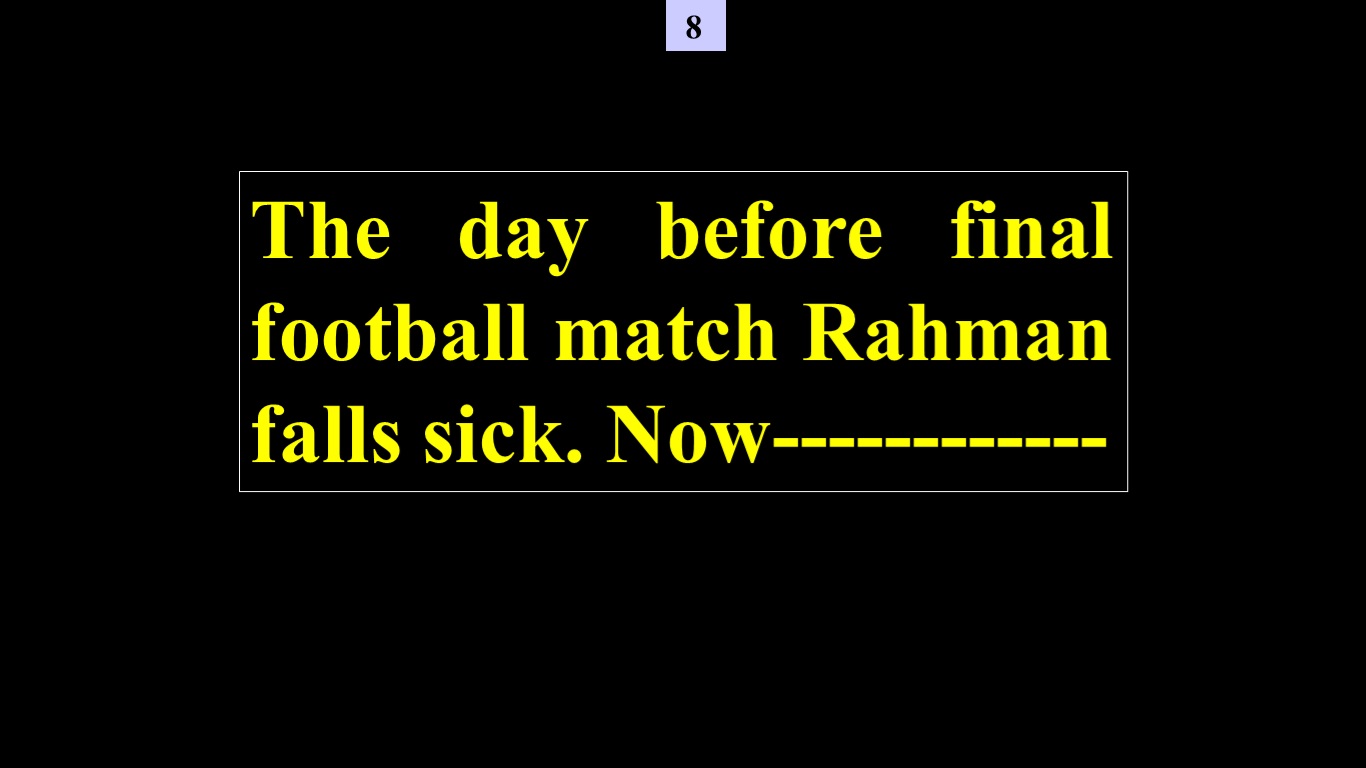 8
The day before final
football match Rahman
falls sick. Now------------